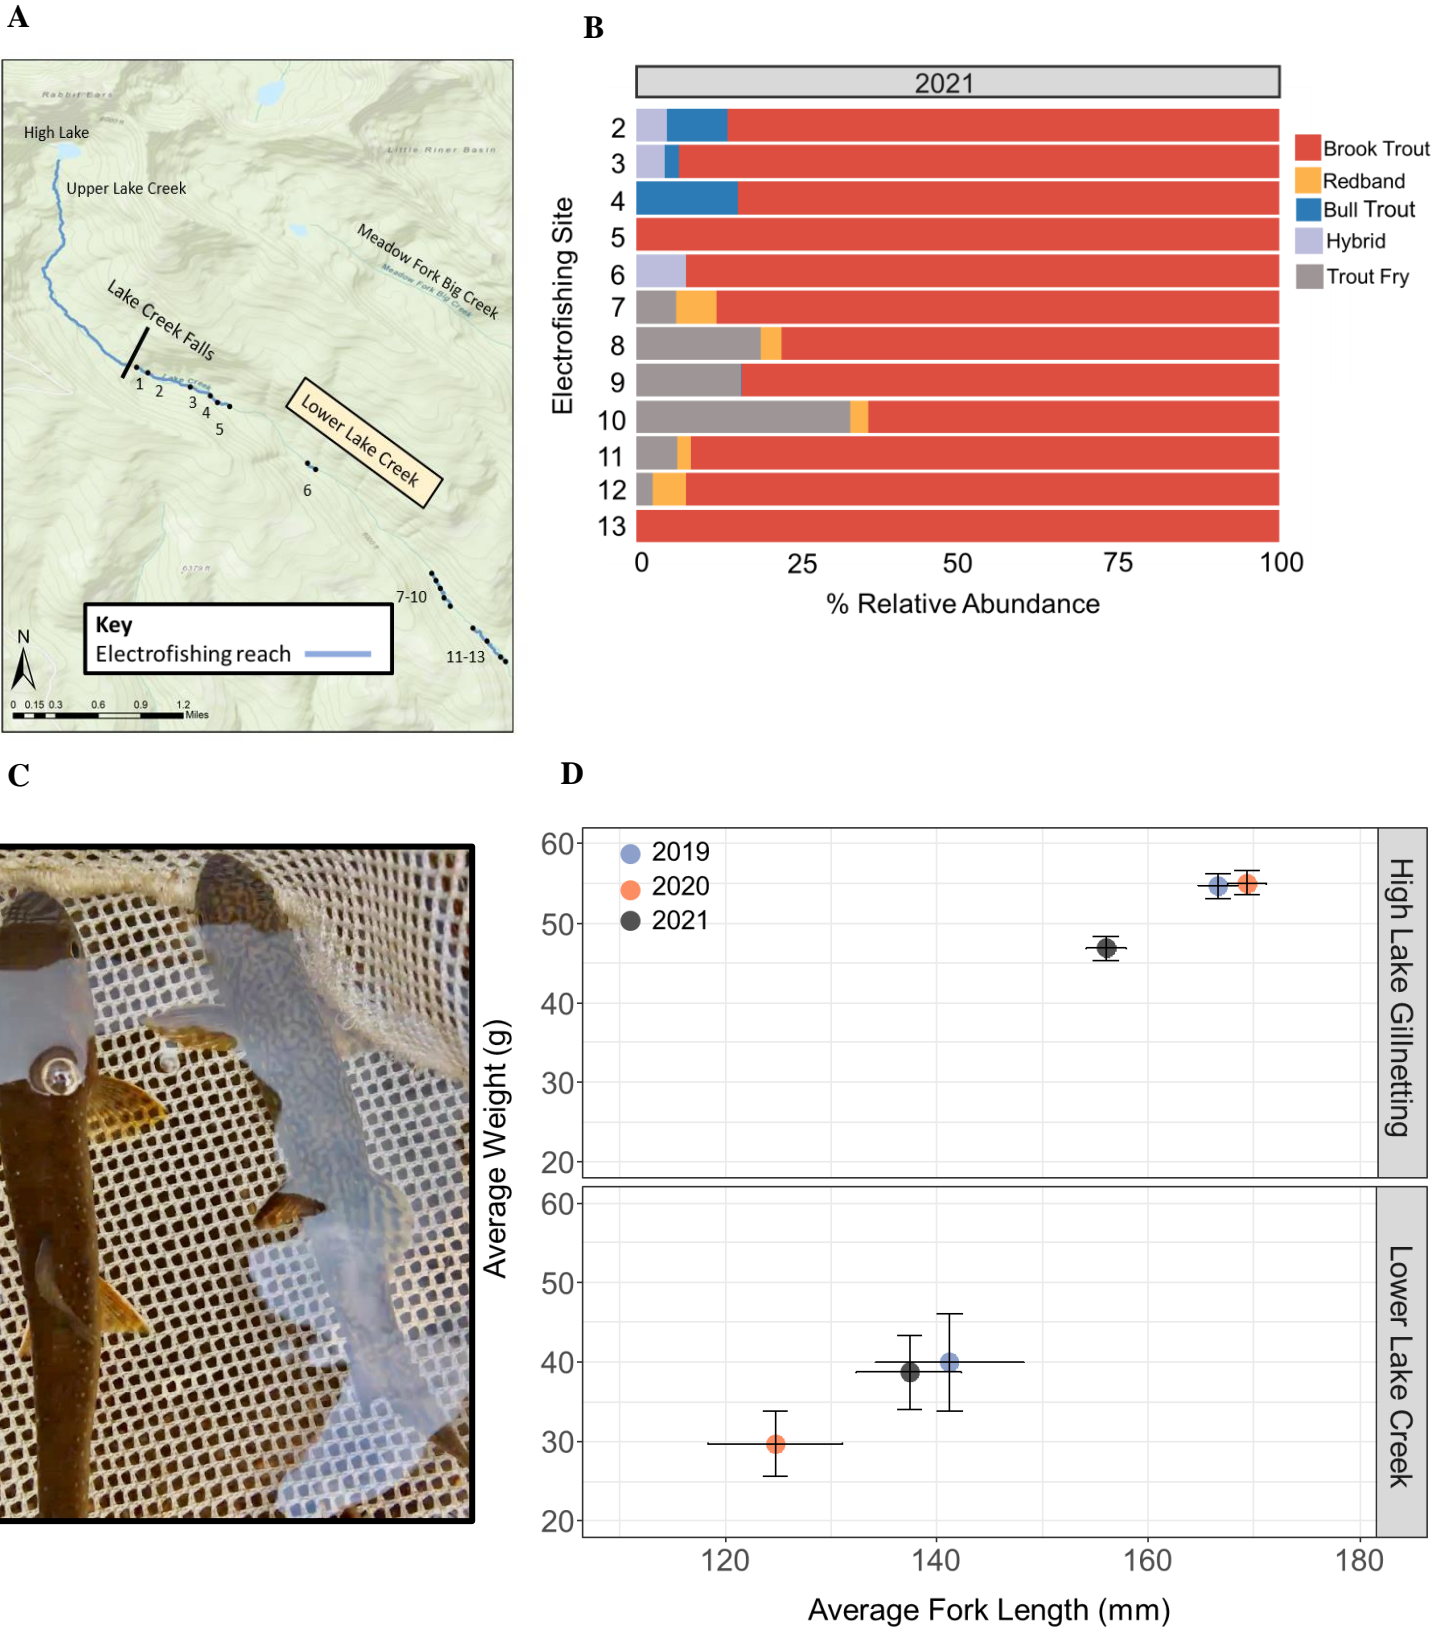 A
Rabbit Ears
8000 ft
High Lake
Little River Basin
Upper Lake Creek
Meadow Fork Big Creek
Meadow Fork Big Creek
Lake Creek Falls
Lake Creek
1
2
3
4
5
Lower Lake Creek
6
6379 ft
7-10
11-13
Key
Electrofishing reach
N
0 0.15 0.3 0.6 0.9 1.2
Miles
B
2021
Electrofishing Site
2
3
4
5
6
7
8
9
10
11
12
13
0 25 50 75 100
% Relative Abundance
Brook Trout
Redband
Bull Trout
Hybrid
Trout Fry
C
D
Average Weight (g)
60
50
40
30
20
2019
2020
2021
High Lake Gillnetting
60
50
40
30
20
Lower Lake Creek
120 140 160 180
Average Fork Length (mm)